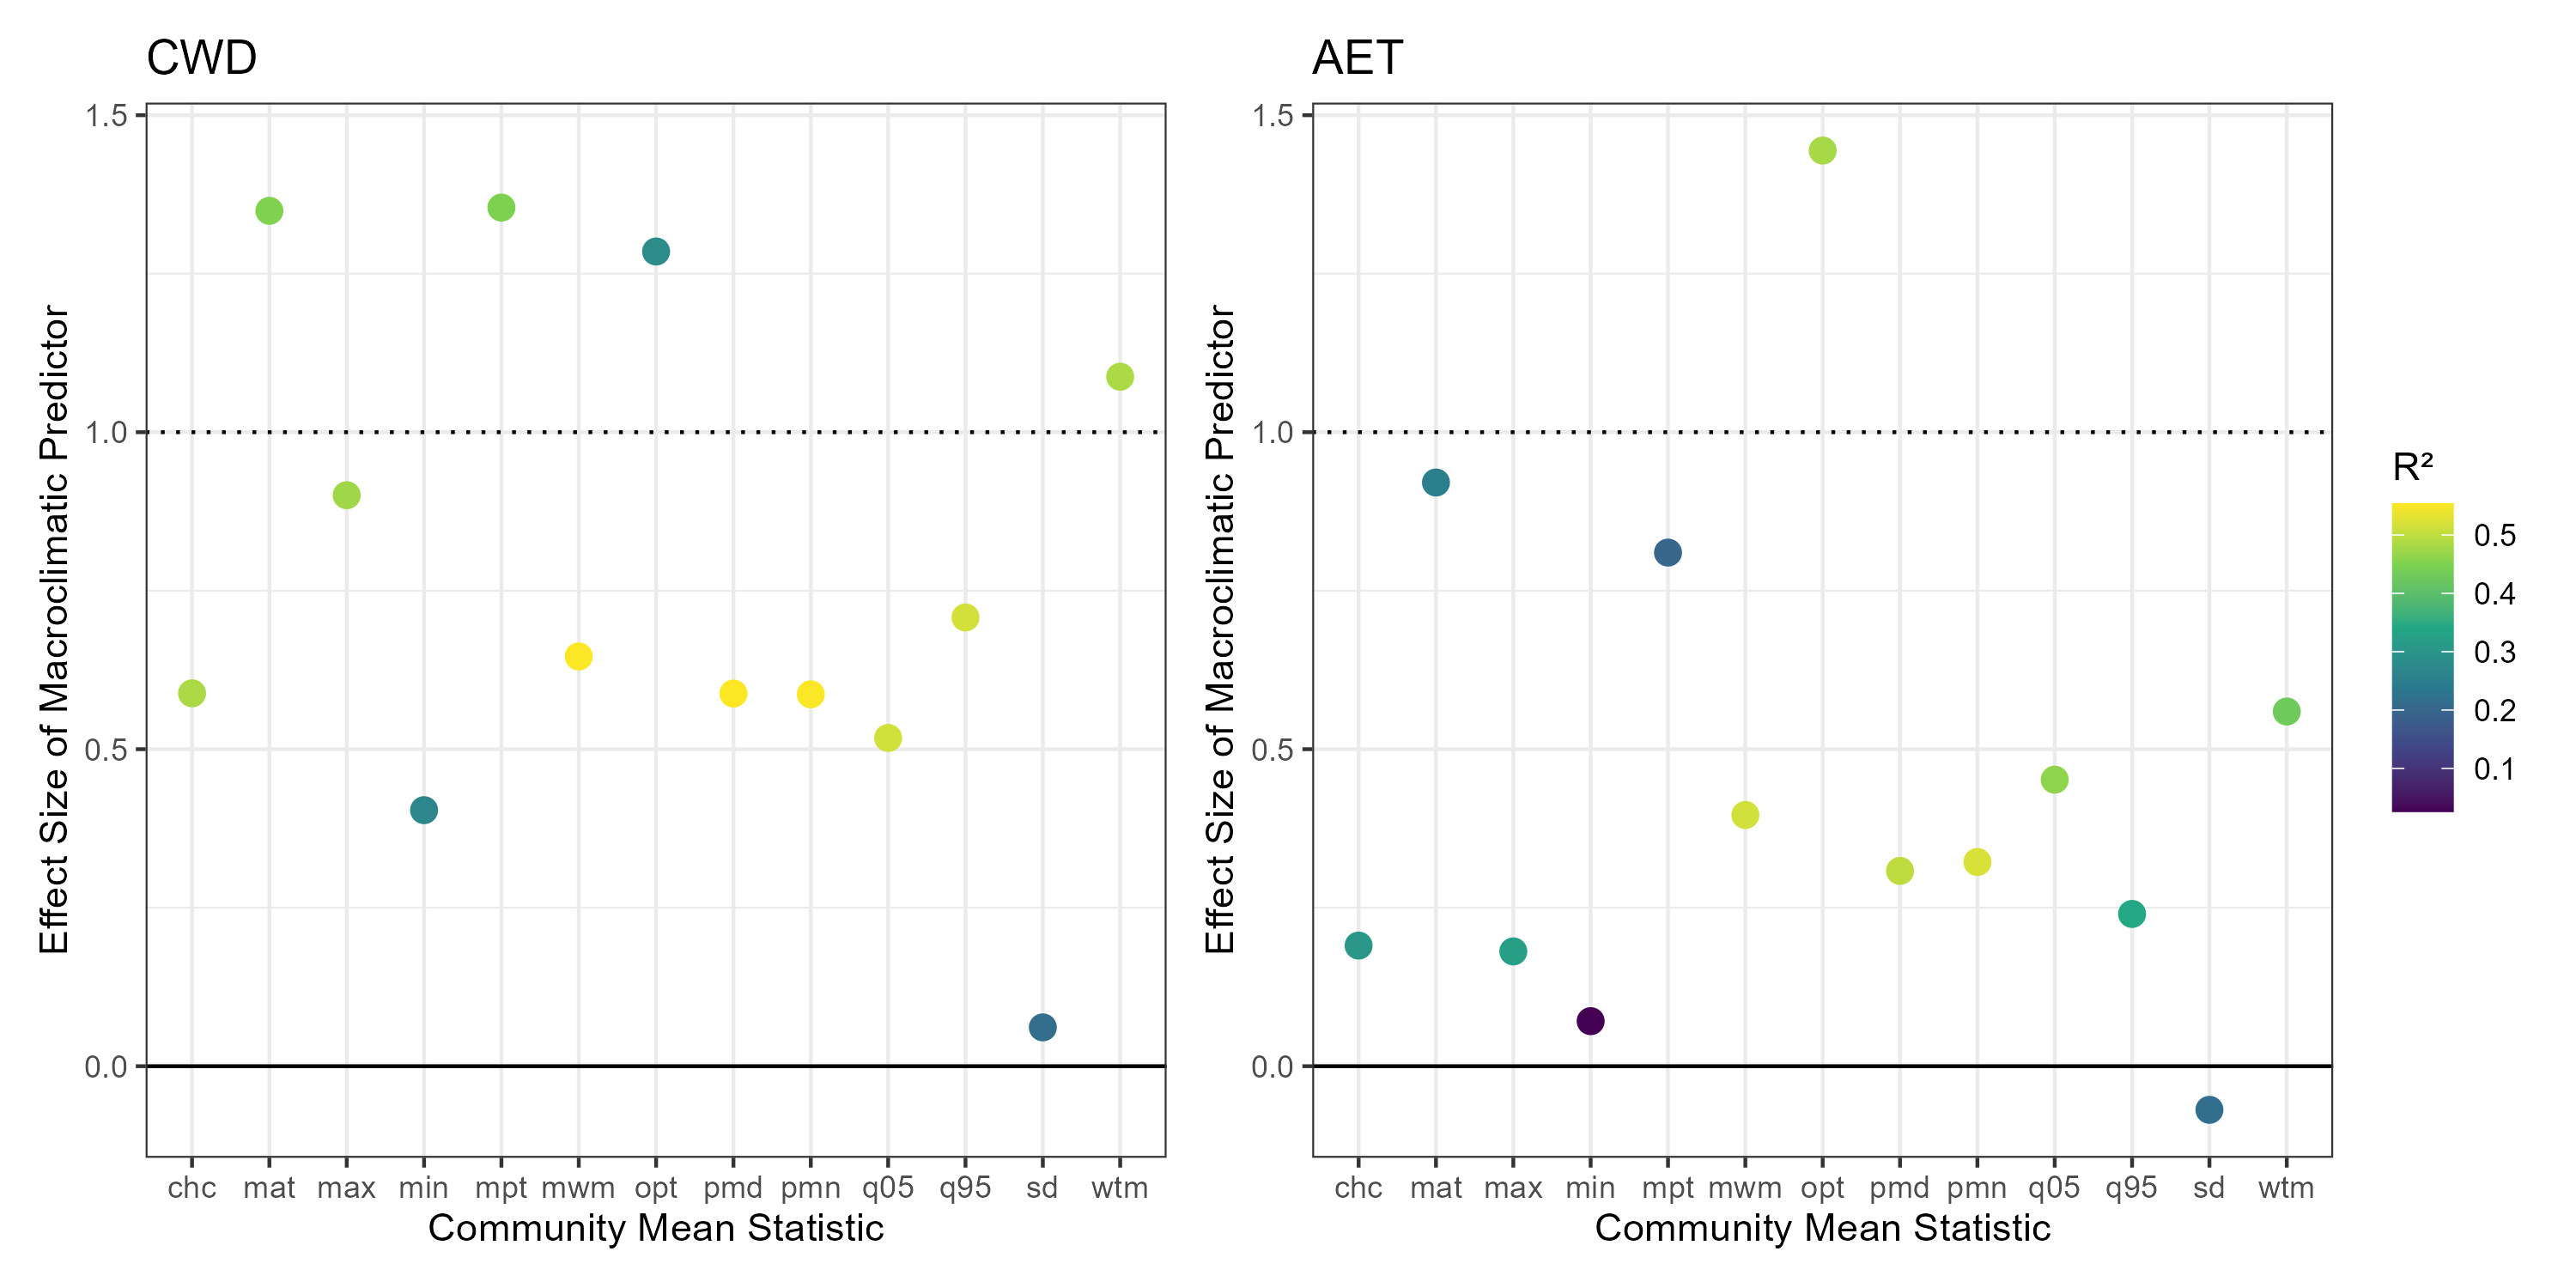 CWD
Effect Size of Macroclimatic Predictor
1.5
1.0
0.5
0.0
chc mat max min mpt mwm opt pmd pmn q05 q95 sd wtm
Community Mean Statistic
AET
Effect Size of Macroclimatic Predictor
1.5
1.0
0.5
0.0
chc mat max min mpt mwm opt pmd pmn q05 q95 sd wtm
Community Mean Statistic
R²
0.5
0.4
0.3
0.2
0.1